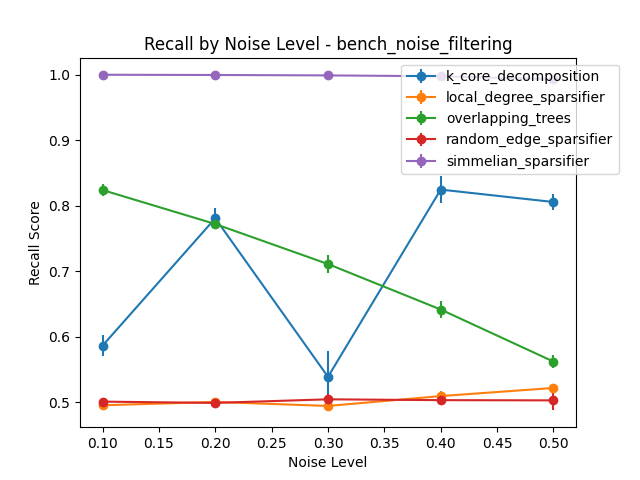 Recall by Noise Level - bench_noise_filtering
1.0
0.9
0.8
0.7
0.6
0.5
Recall Score
k_core_decomposition
local_degree_sparsifier
overlapping_trees
random_edge_sparsifier
simmelian_sparsifier
0.10 0.15 0.20 0.25 0.30 0.35 0.40 0.45 0.50
Noise Level